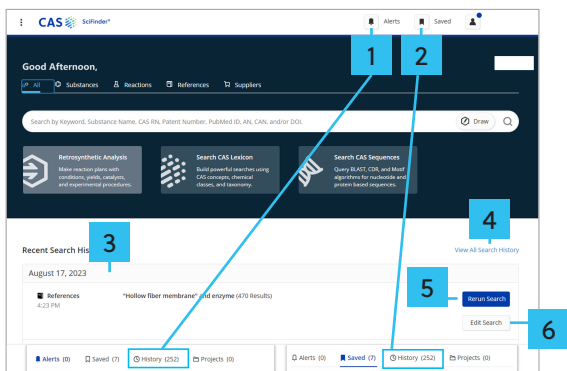 CAS SciFinder®
Alerts
Saved
1
2
Good Afternoon,
All Substances Reactions References Suppliers
Search by Keyword, Substance Name, CAS RN, Patent Number, PubMed ID, AN, CAN, and/or DOI.
Draw
Retrosynthetic Analysis
Make reaction plans with
conditions, yields, catalysts,
and experimental procedures.
Search CAS Lexicon
Build powerful searches using
CAS concepts, chemical
classes, and taxonomy.
Search CAS Sequences
Query BLAST, CDR, and Motif
algorithms for nucleotide and
protein based sequences.
4
3
Recent Search His
View All Search History
August 17, 2023
5
References
4:23 PM
"Hollow fiber membrane" and enzyme (470 Results)
Rerun Search
Edit Search
6
Alerts (0) Saved (7) History (252) Projects (0)
Alerts (0) Saved (7) History (252) Projects (0)